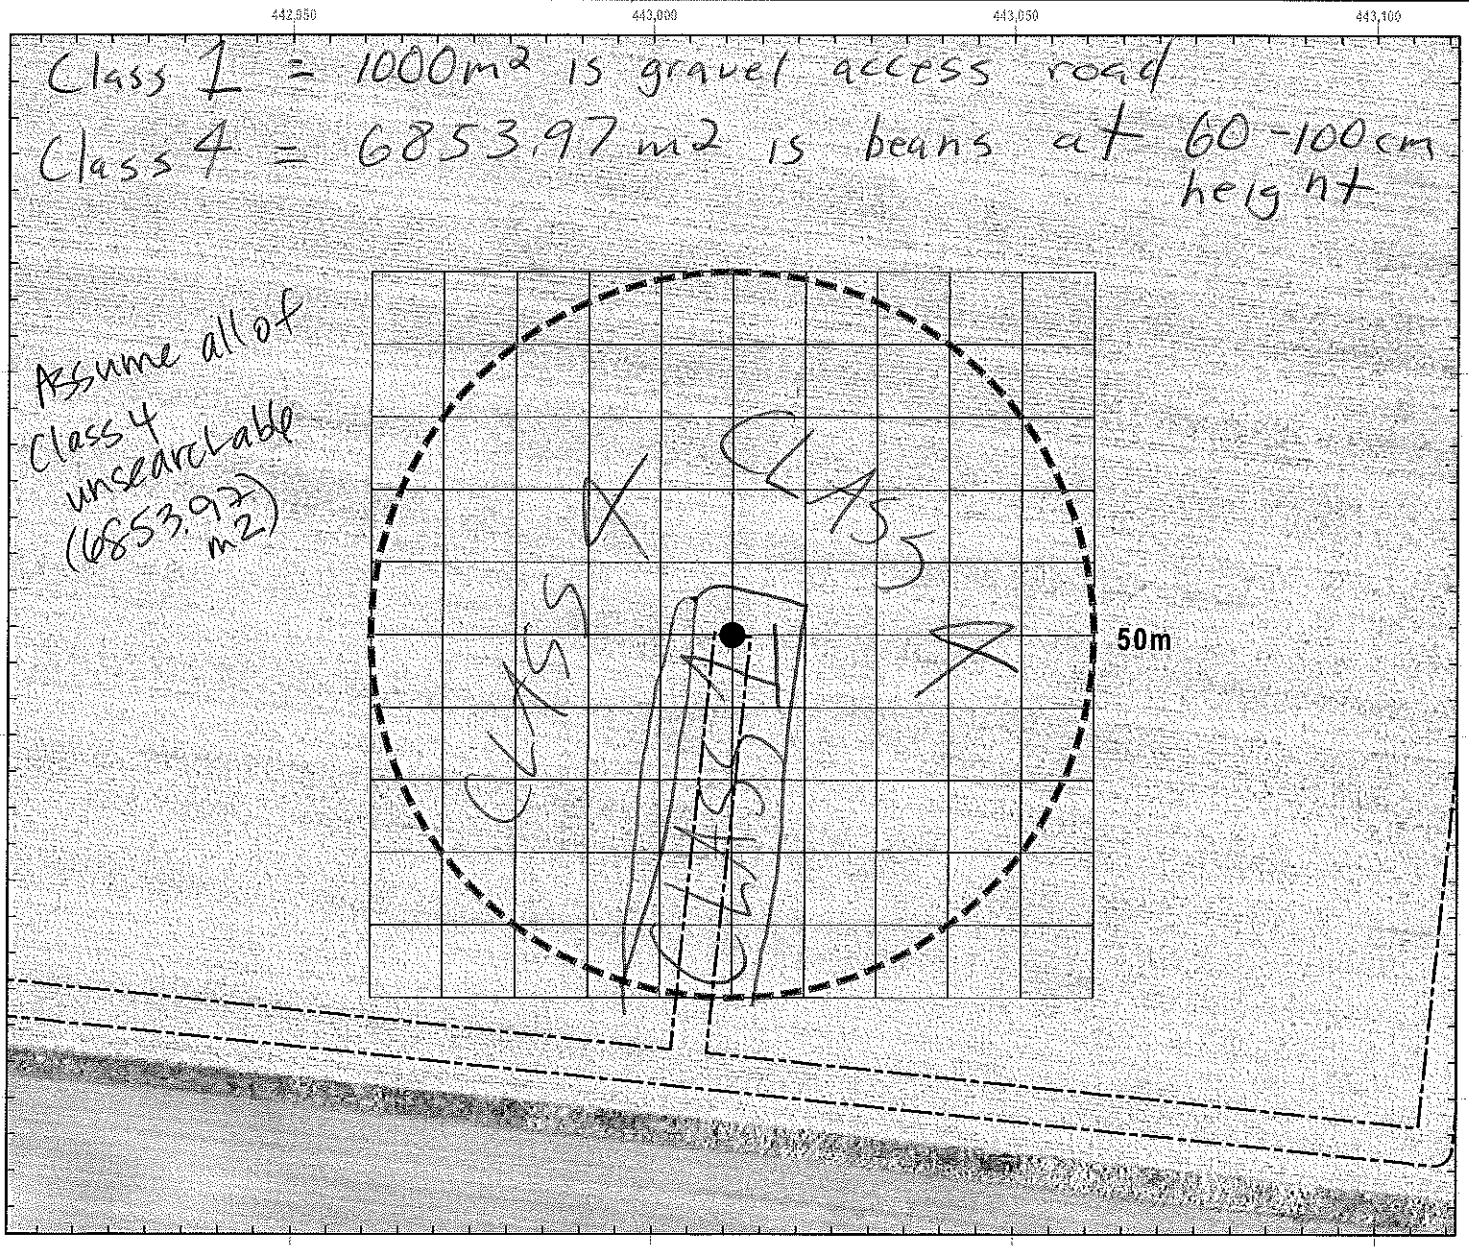 442,950 443,000 443,050 443,100
Class 1 = 1000m2 is gravel access road
Class 4 = 6853.97 m2 is beans at 60-100cm
height
Assume all of
Class 4
unsearchable
(6853.97
m2)
CLASS
4
CLASS
4
CLASS 1
50m